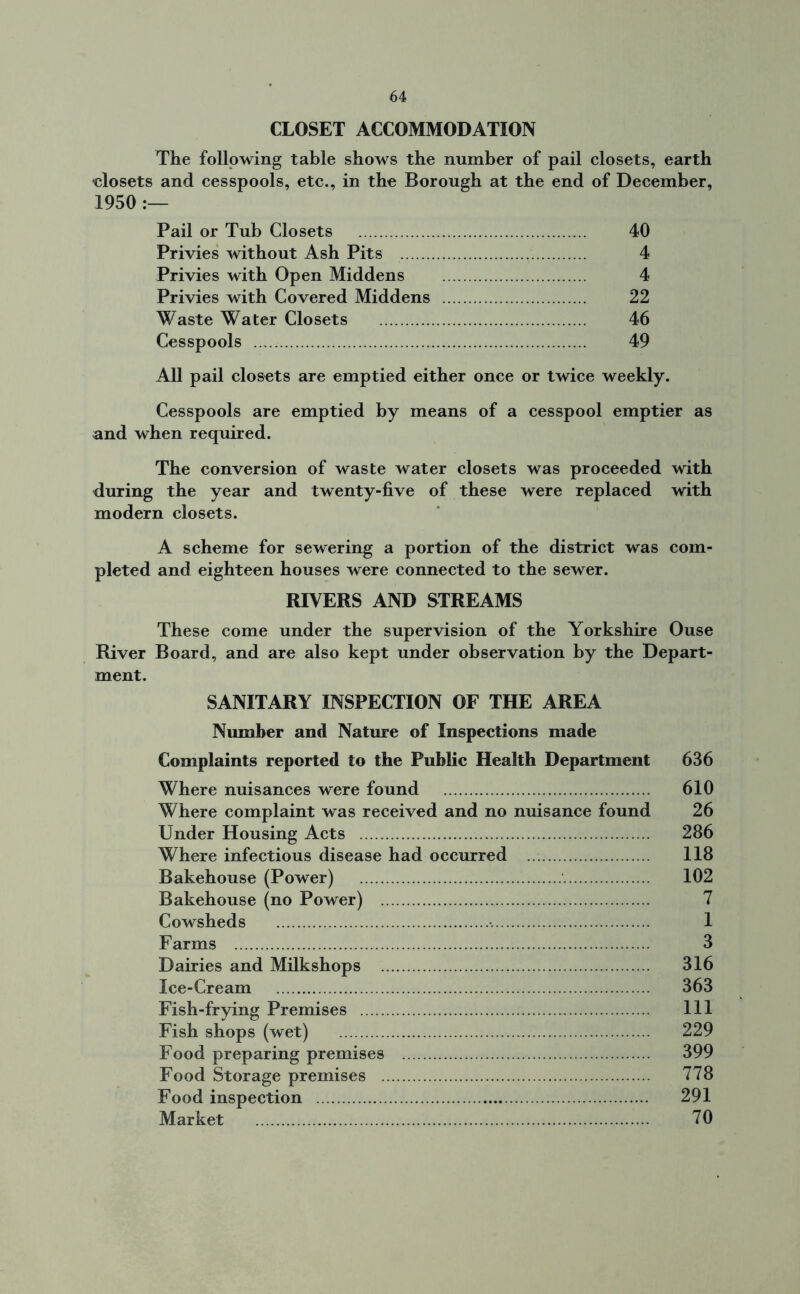 64
CLOSET ACCOMMODATION
The following table shows the number of pail closets, earth
closets and cesspools, etc., in the Borough at the end of December,
1950 :—
Pail or Tub Closets .......... 40
Privies without Ash Pits .......... 4
Privies with Open Middens .......... 4
Privies with Covered Middens .......... 22
Waste Water Closets .......... 46
Cesspools .......... 49
All pail closets are emptied either once or twice weekly.
Cesspools are emptied by means of a cesspool emptier as
and when required.
The conversion of waste water closets was proceeded with
during the year and twenty-five of these were replaced with
modern closets.
A scheme for sewering a portion of the district was com-
pleted and eighteen houses were connected to the sewer.
RIVERS AND STREAMS
These come under the supervision of the Yorkshire Ouse
River Board, and are also kept under observation by the Depart-
ment.
SANITARY INSPECTION OF THE AREA
Number and Nature of Inspections made
Complaints reported to the Public Health Department 636
Where nuisances were found .......... 610
Where complaint was received and no nuisance found 26
Under Housing Acts .......... 286
Where infectious disease had occurred .......... 118
Bakehouse (Power) .......... 102
Bakehouse (no Power) .......... 7
Cowsheds .......... 1
Farms .......... 3
Dairies and Milkshops .......... 316
Ice-Cream .......... 363
Fish-frying Premises .......... 111
Fish shops (wet) .......... 229
Food preparing premises .......... 399
Food Storage premises .......... 778
Food inspection .......... 291
Market .......... 70